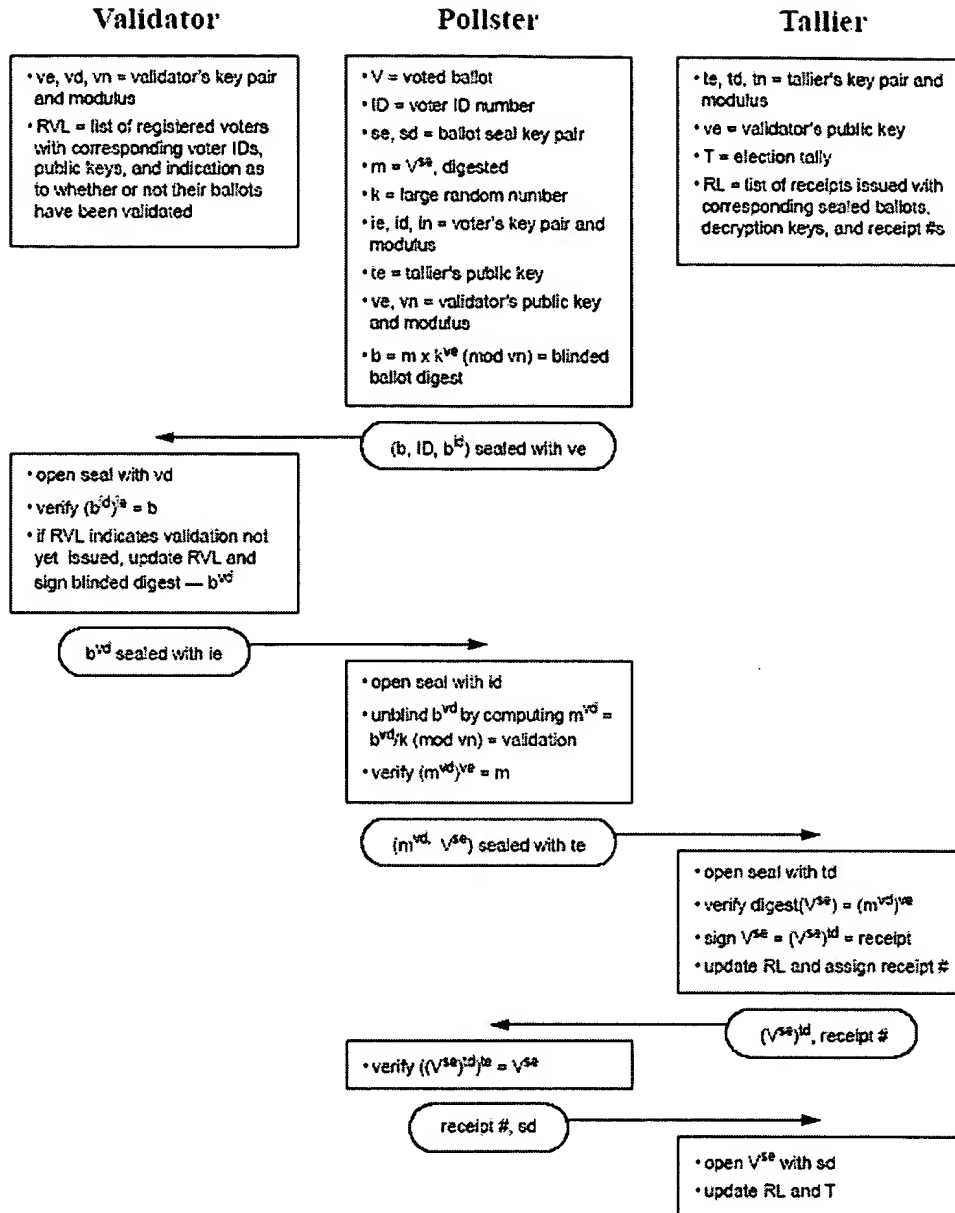 Validator
Pollster
Tallier
• ve, vd, vn = validator's key pair
and modulus
• RVL = list of registered voters
with corresponding voter IDs,
public keys, and indication as
to whether or not their ballots
have been validated
• V = voted ballot
• ID = voter ID number
• se, sd = ballot seal key pair
• m = V^se, digested
• k = large random number
• ie, id, in = voter's key pair and
modulus
• te = tallier's public key
• ve, vn = validator's public key
and modulus
• b = m x k^ve (mod vn) = blinded
ballot digest
• te, td, tn = tallier's key pair and
modulus
• ve = validator's public key
• T = election tally
• RL = list of receipts issued with
corresponding sealed ballots,
decryption keys, and receipt #s
(b, ID, b^id) sealed with ve
• open seal with vd
• verify (b^id)^ie = b
• if RVL indicates validation not
yet issued, update RVL and
sign blinded digest — b^vd
b^vd sealed with ie
• open seal with id
• unblind b^vd by computing m^vd =
b^vd/k (mod vn) = validation
• verify (m^vd)^ve = m
(m^vd, V^se) sealed with te
• open seal with td
• verify digest(V^se) = (m^vd)^ve
• sign V^se = (V^se)^td = receipt
• update RL and assign receipt #
(V^se)^td, receipt #
• verify ((V^se)^td)^te = V^se
receipt #, sd
• open V^se with sd
• update RL and T